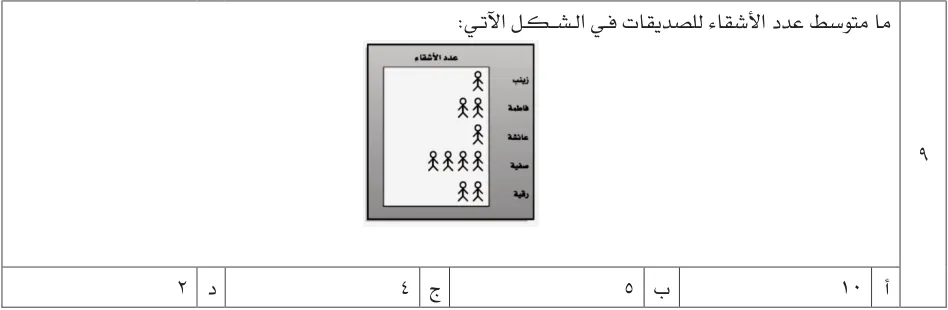 ما متوسط عدد الأشقاء للصديقات في الشكل الآتي:
عدد الأشقاء
زينب
فاطمة
عائشة
صفية
رقية
٩
أ ١٠ ب ٥ ج ٤ د ٢